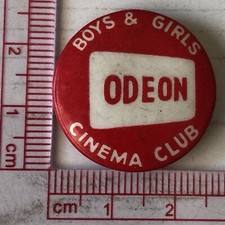 BOYS & GIRLS
ODEON
CINEMA CLUB
2
1
cm
cm 1 2